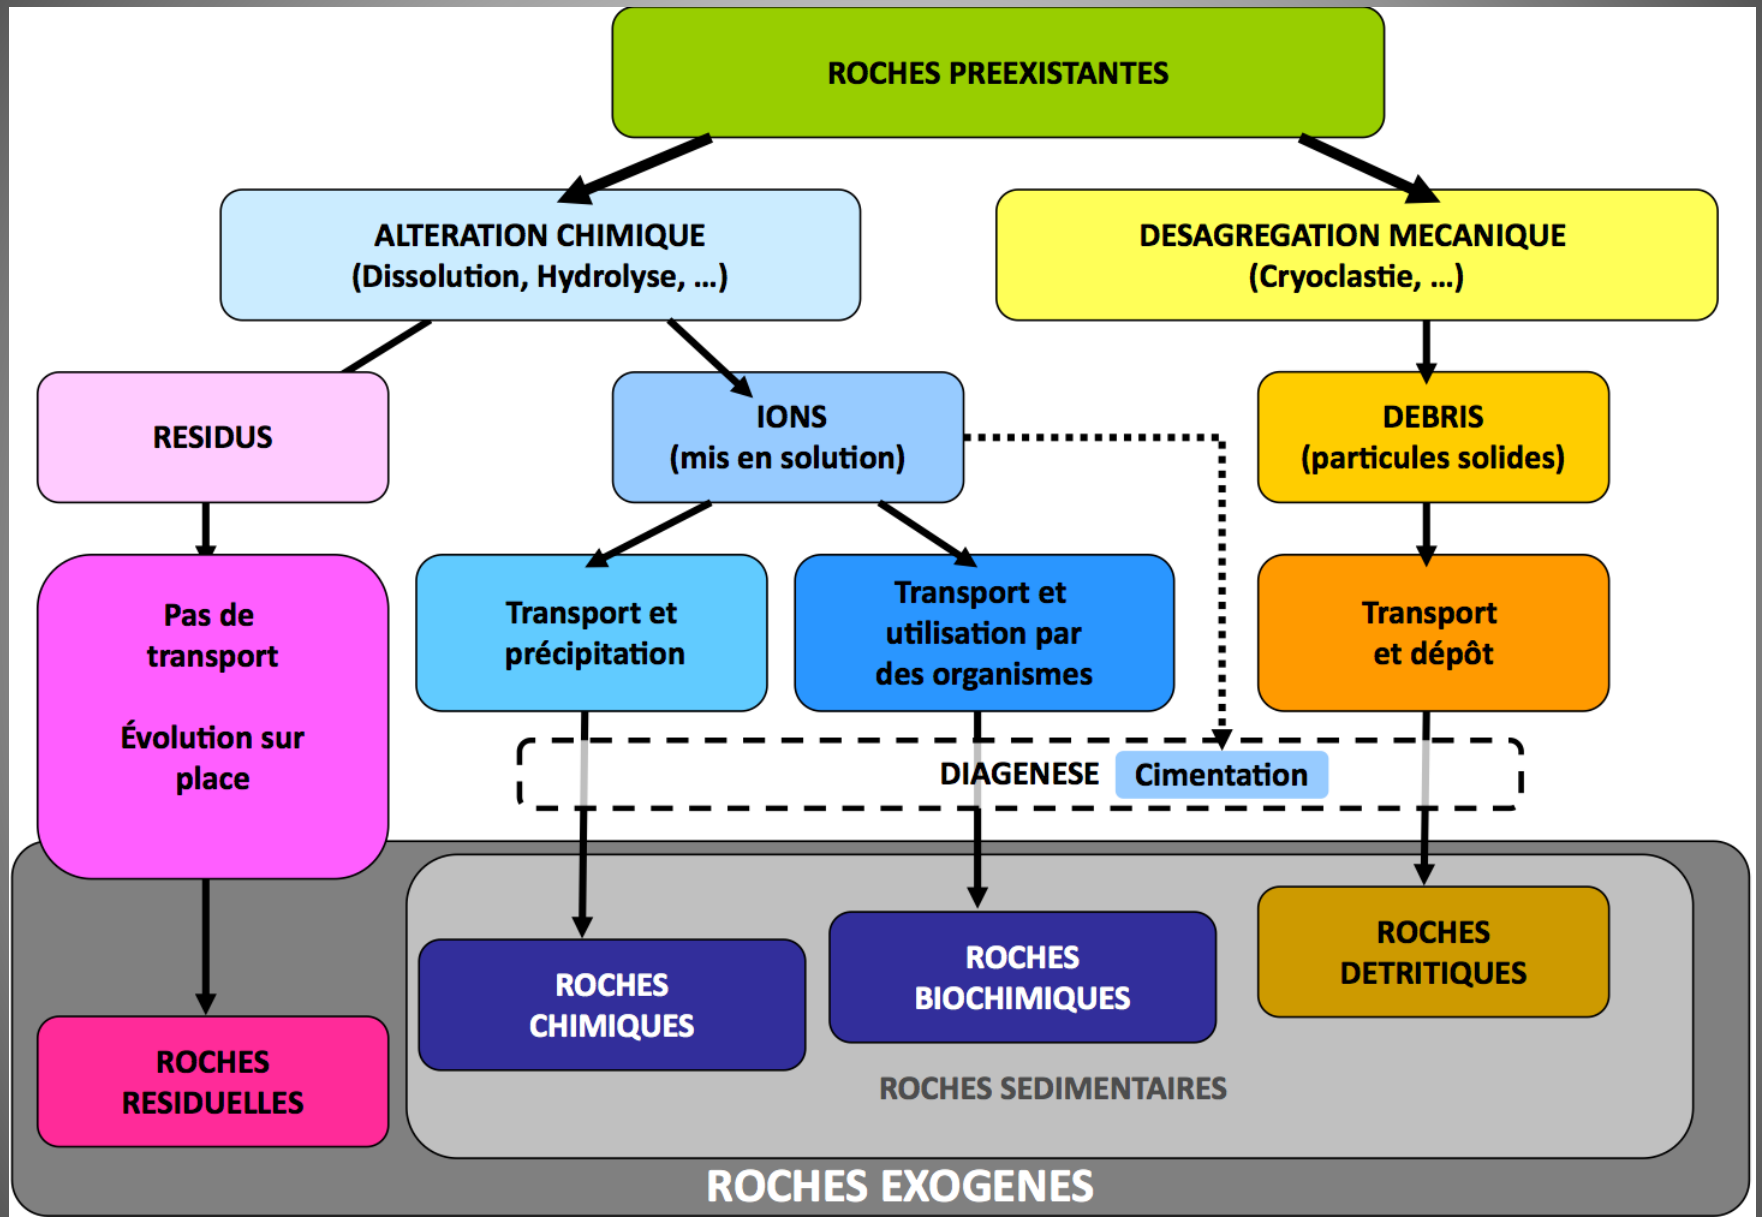 ROCHES PREEXISTANTES
ALTERATION CHIMIQUE
(Dissolution, Hydrolyse, ...)
DESAGREGATION MECANIQUE
(Cryoclastie, ...)
RESIDUS
IONS
(mis en solution)
DEBRIS
(particules solides)
Pas de
transport
Évolution sur
place
Transport et
précipitation
Transport et
utilisation par
des organismes
Transport
et dépôt
DIAGENESE
Cimentation
ROCHES
RESIDUELLES
ROCHES
CHIMIQUES
ROCHES
BIOCHIMIQUES
ROCHES
DETRITIQUES
ROCHES SEDIMENTAIRES
ROCHES EXOGENES